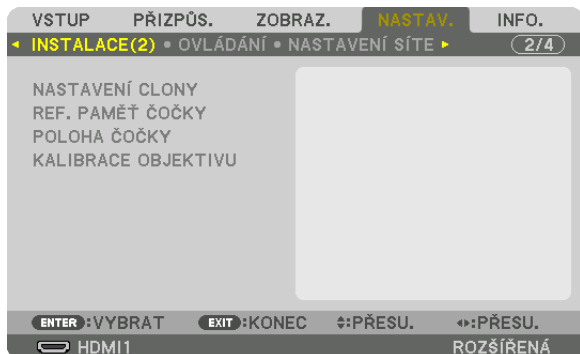 VSTUP PŘIZPŮS. ZOBRAZ. NASTAV. INFO.
INSTALACE(2) • OVLÁDÁNÍ • NASTAVENÍ SÍTE 2/4
NASTAVENÍ CLONY
REF. PAMĚŤ ČOČKY
POLOHA ČOČKY
KALIBRACE OBJEKTIVU
ENTER:VYBRAT EXIT:KONEC :PŘESU. :PŘESU.
HDMI1 ROZŠÍŘENÁ